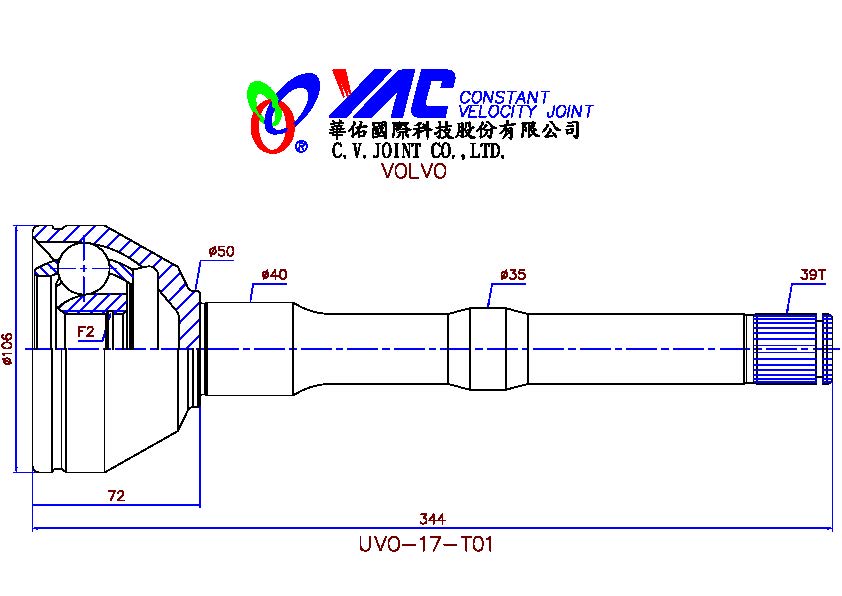 YAC CONSTANT
VELOCITY JOINT
華佑國際科技股份有限公司
®
C.V.JOINT CO.,LTD.
VOLVO
ø50
ø40
ø35
39T
F2
ø106
72
344
UVO-17-T01